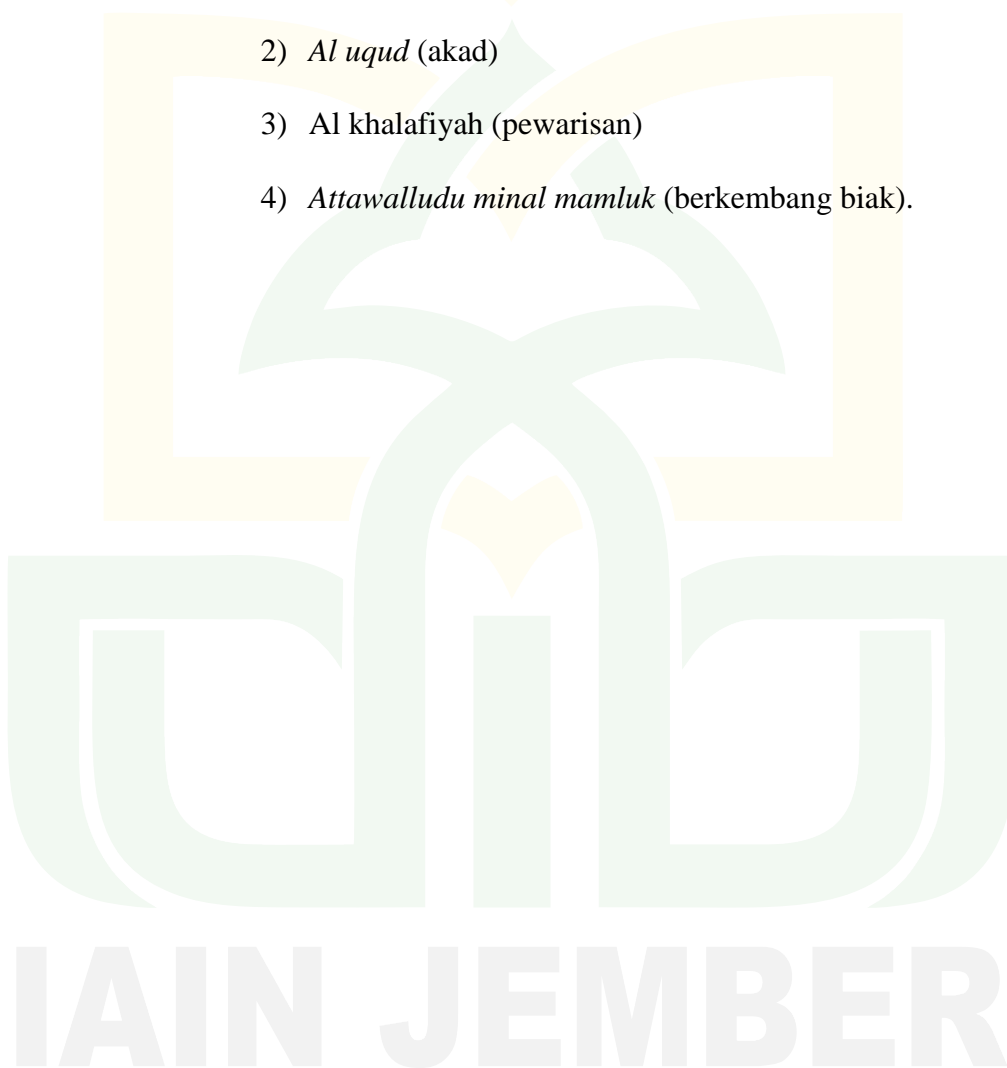 2) Al uqud (akad)
3) Al khalafiyah (pewarisan)
4) Attawalludu minal mamluk (berkembang biak).
IAIN JEMBER